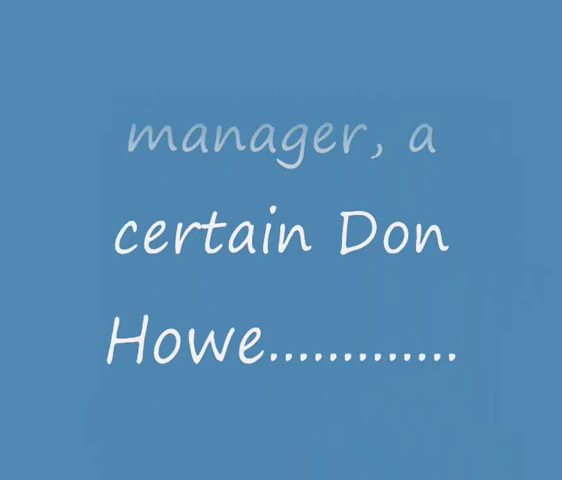 manager, a
certain Don
Howe.............